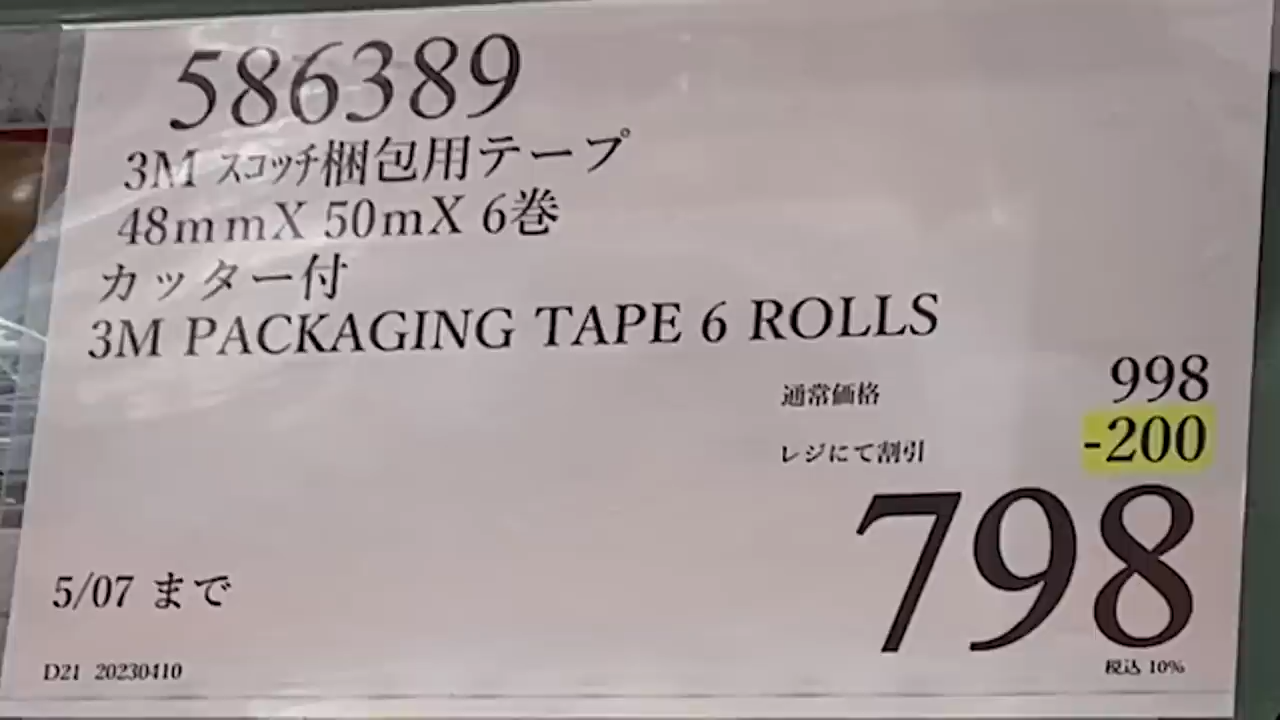 586389
3M ｽｺｯﾁ梱包用テープ
48mmX 50mX 6巻
カッター付
3M PACKAGING TAPE 6 ROLLS
通常価格 998
レジにて割引 -200
798
5/07 まで
税込 10%
D21 20230410